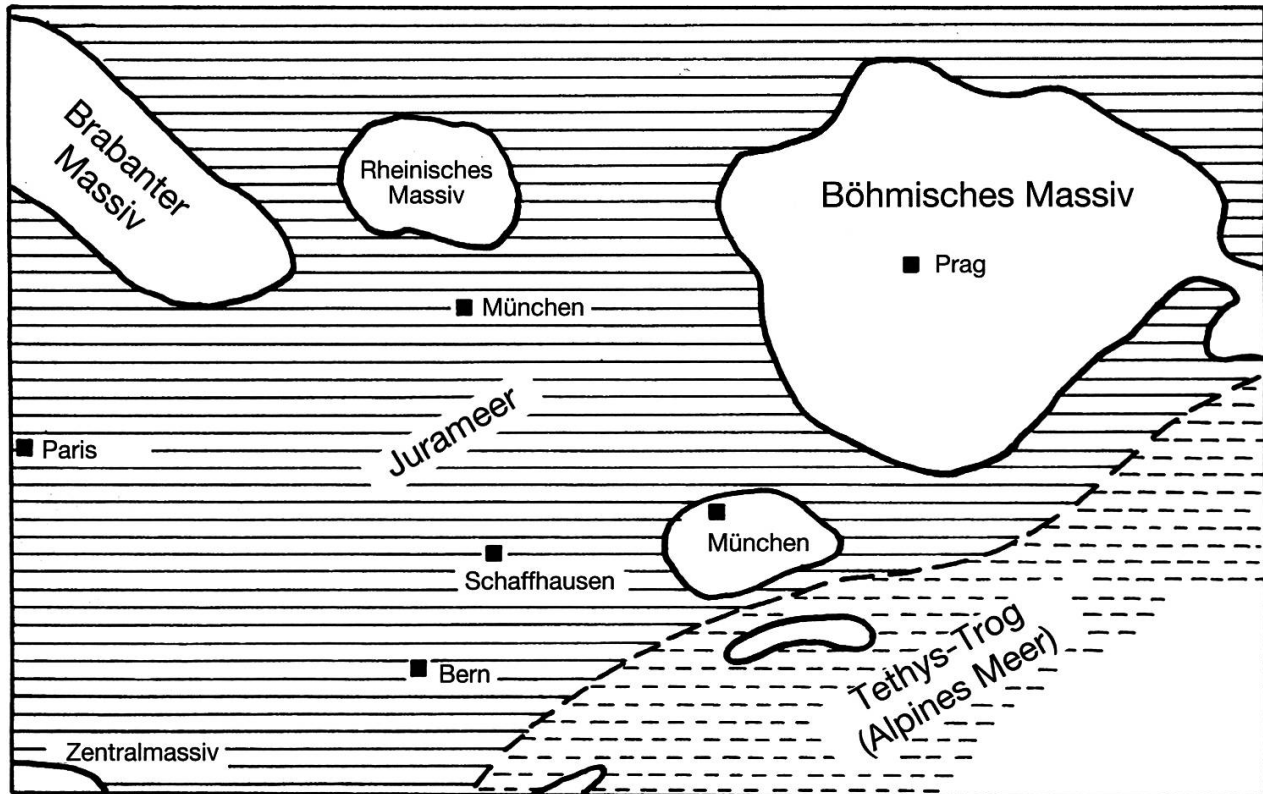 Brabanter
Massiv
Rheinisches
Massiv
Böhmisches Massiv
Prag
München
Jurameer
Paris
München
Schaffhausen
Bern
Tethys-Trog
(Alpines Meer)
Zentralmassiv